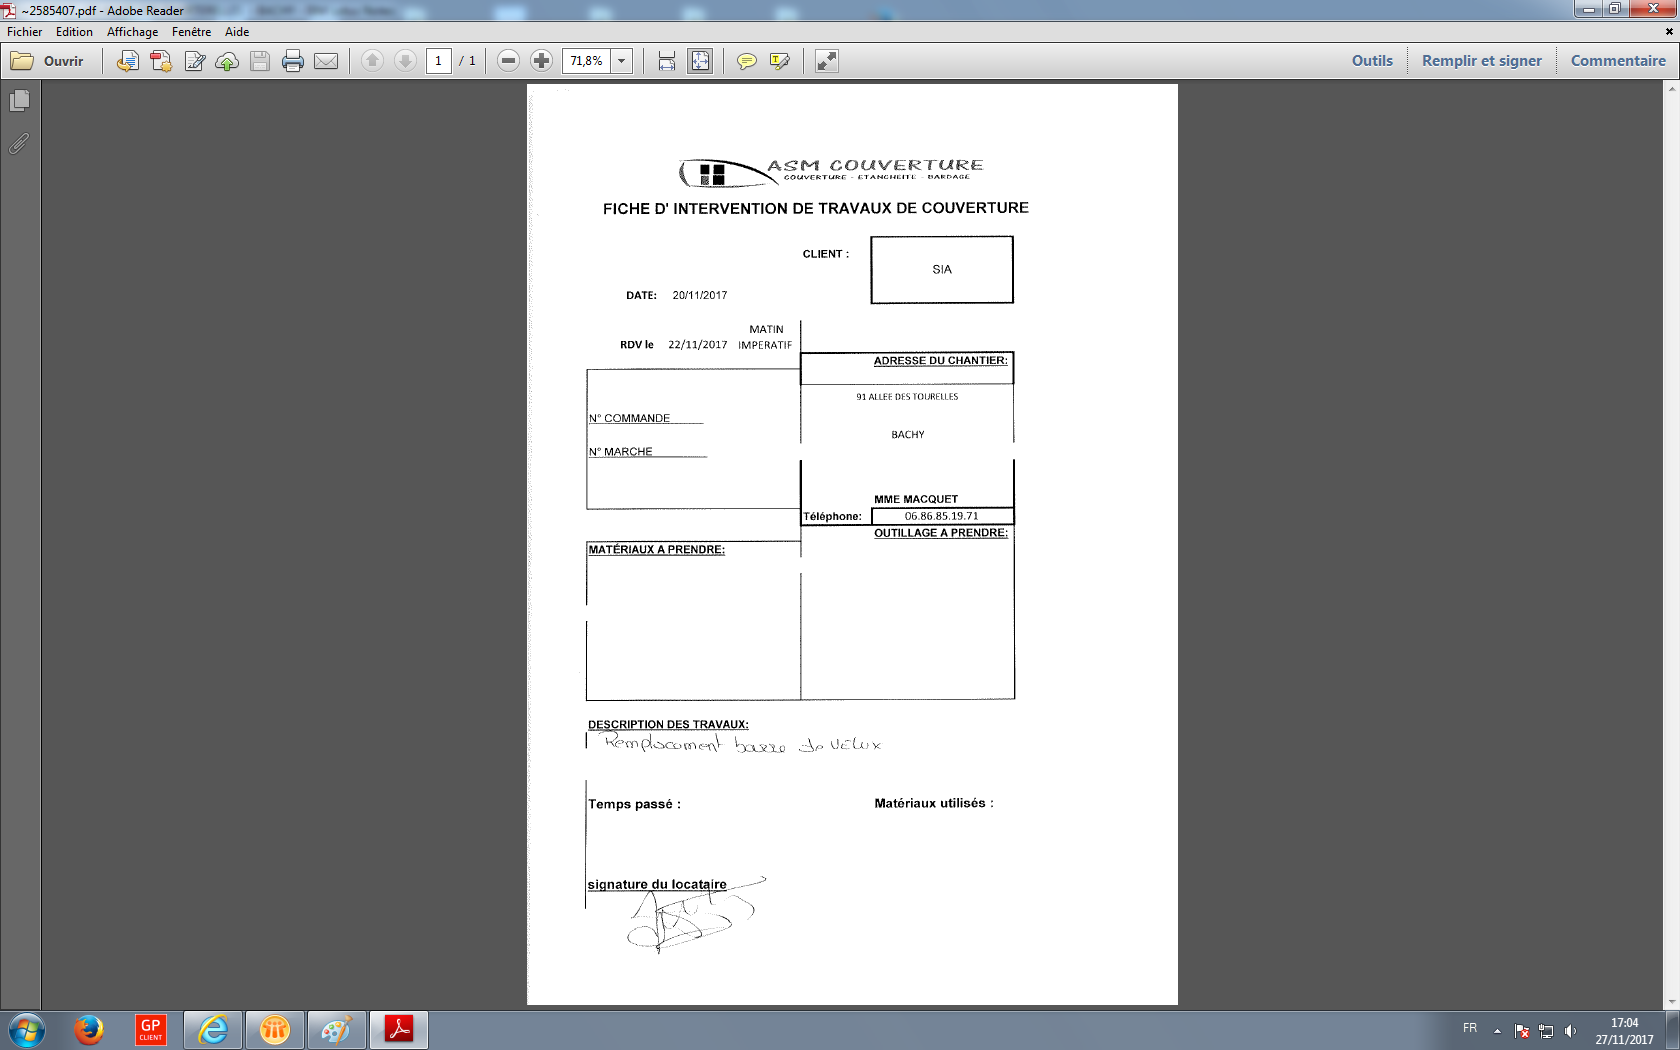 ~2585407.pdf - Adobe Reader
Fichier Edition Affichage Fenêtre Aide
Ouvrir 1 / 1 71,8% Outils Remplir et signer Commentaire
ASM COUVERTURE
COUVERTURE - ETANCHEITE - BARDAGE
FICHE D' INTERVENTION DE TRAVAUX DE COUVERTURE
CLIENT :
SIA
DATE: 20/11/2017
MATIN
RDV le 22/11/2017 IMPERATIF
ADRESSE DU CHANTIER:
91 ALLEE DES TOURELLES
N° COMMANDE
BACHY
N° MARCHE
MME MACQUET
Téléphone: 06.86.85.19.71
OUTILLAGE A PRENDRE:
MATÉRIAUX A PRENDRE:
DESCRIPTION DES TRAVAUX:
Remplacement barre de vélux
Temps passé :
Matériaux utilisés :
signature du locataire
GP
CLIENT
FR
17:04
27/11/2017